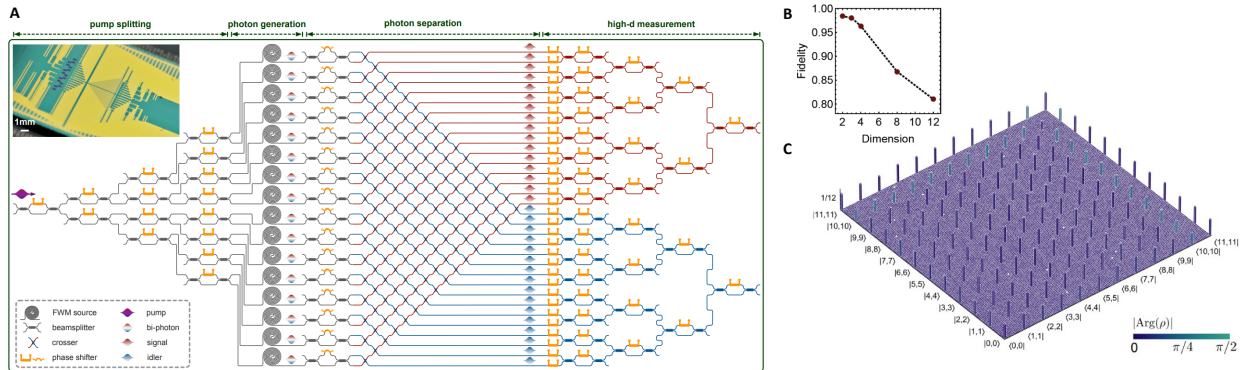 A
pump splitting
photon generation
photon separation
high-d measurement
1mm
FWM source
beamsplitter
crosser
phase shifter
pump
bi-photon
signal
idler
B
1.00
0.95
0.90
0.85
0.80
Fidelity
2 4 6 8 10 12
Dimension
C
1/12
|11,11⟩
|10,10⟩
|9,9⟩
|8,8⟩
|7,7⟩
|6,6⟩
|5,5⟩
|4,4⟩
|3,3⟩
|2,2⟩
|1,1⟩
|0,0⟩
⟨0,0|
⟨1,1|
⟨2,2|
⟨3,3|
⟨4,4|
⟨5,5|
⟨6,6|
⟨7,7|
⟨8,8|
⟨9,9|
⟨10,10|
⟨11,11|
|Arg(ρ)|
0 π/4 π/2